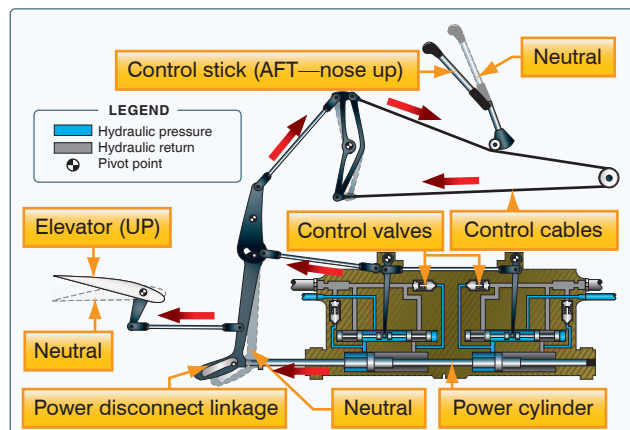 Control stick (AFT—nose up)
Neutral
LEGEND
Hydraulic pressure
Hydraulic return
Pivot point
Elevator (UP)
Control valves
Control cables
Neutral
Power disconnect linkage
Neutral
Power cylinder